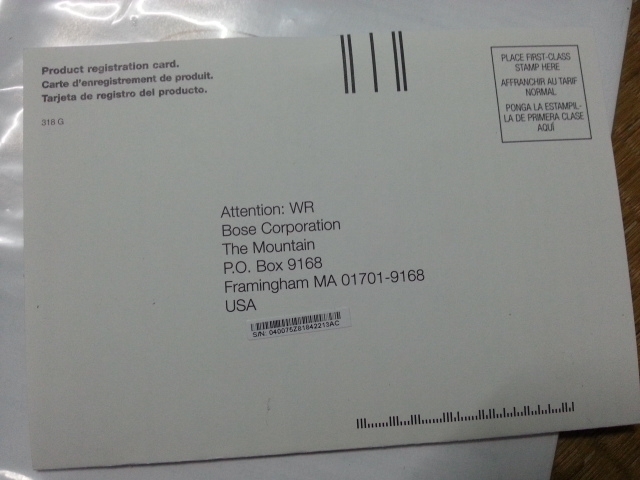 Product registration card.
Carte d'enregistrement de produit.
Tarjeta de registro del producto.
318 G
PLACE FIRST-CLASS
STAMP HERE
AFFRANCHIR AU TARIF
NORMAL
PONGA LA ESTAMPIL-
LA DE PRIMERA CLASE
AQUÍ
Attention: WR
Bose Corporation
The Mountain
P.O. Box 9168
Framingham MA 01701-9168
USA
S/N: 040075Z81842213AC